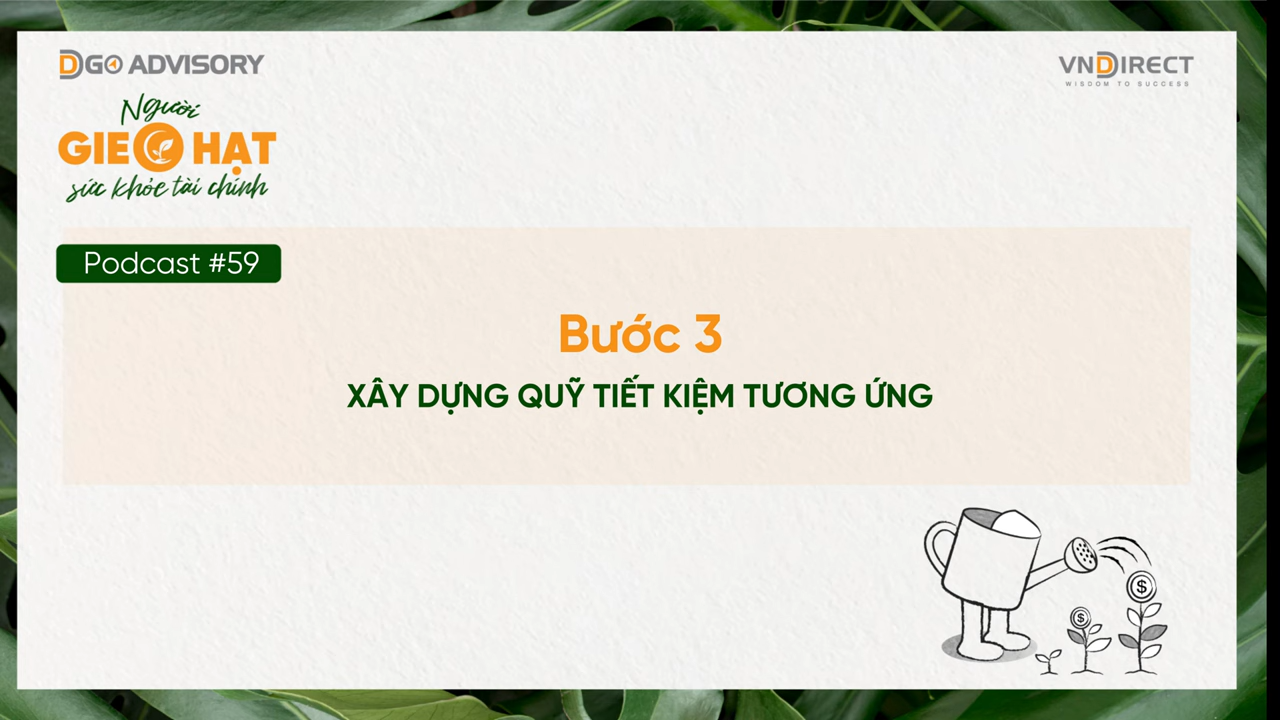 DGO ADVISORY
VNDIRECT
WISDOM TO SUCCESS
Người
GIEO HẠT
sức khỏe tài chính
Podcast #59
Bước 3
XÂY DỰNG QUỸ TIẾT KIỆM TƯƠNG ỨNG
$
$